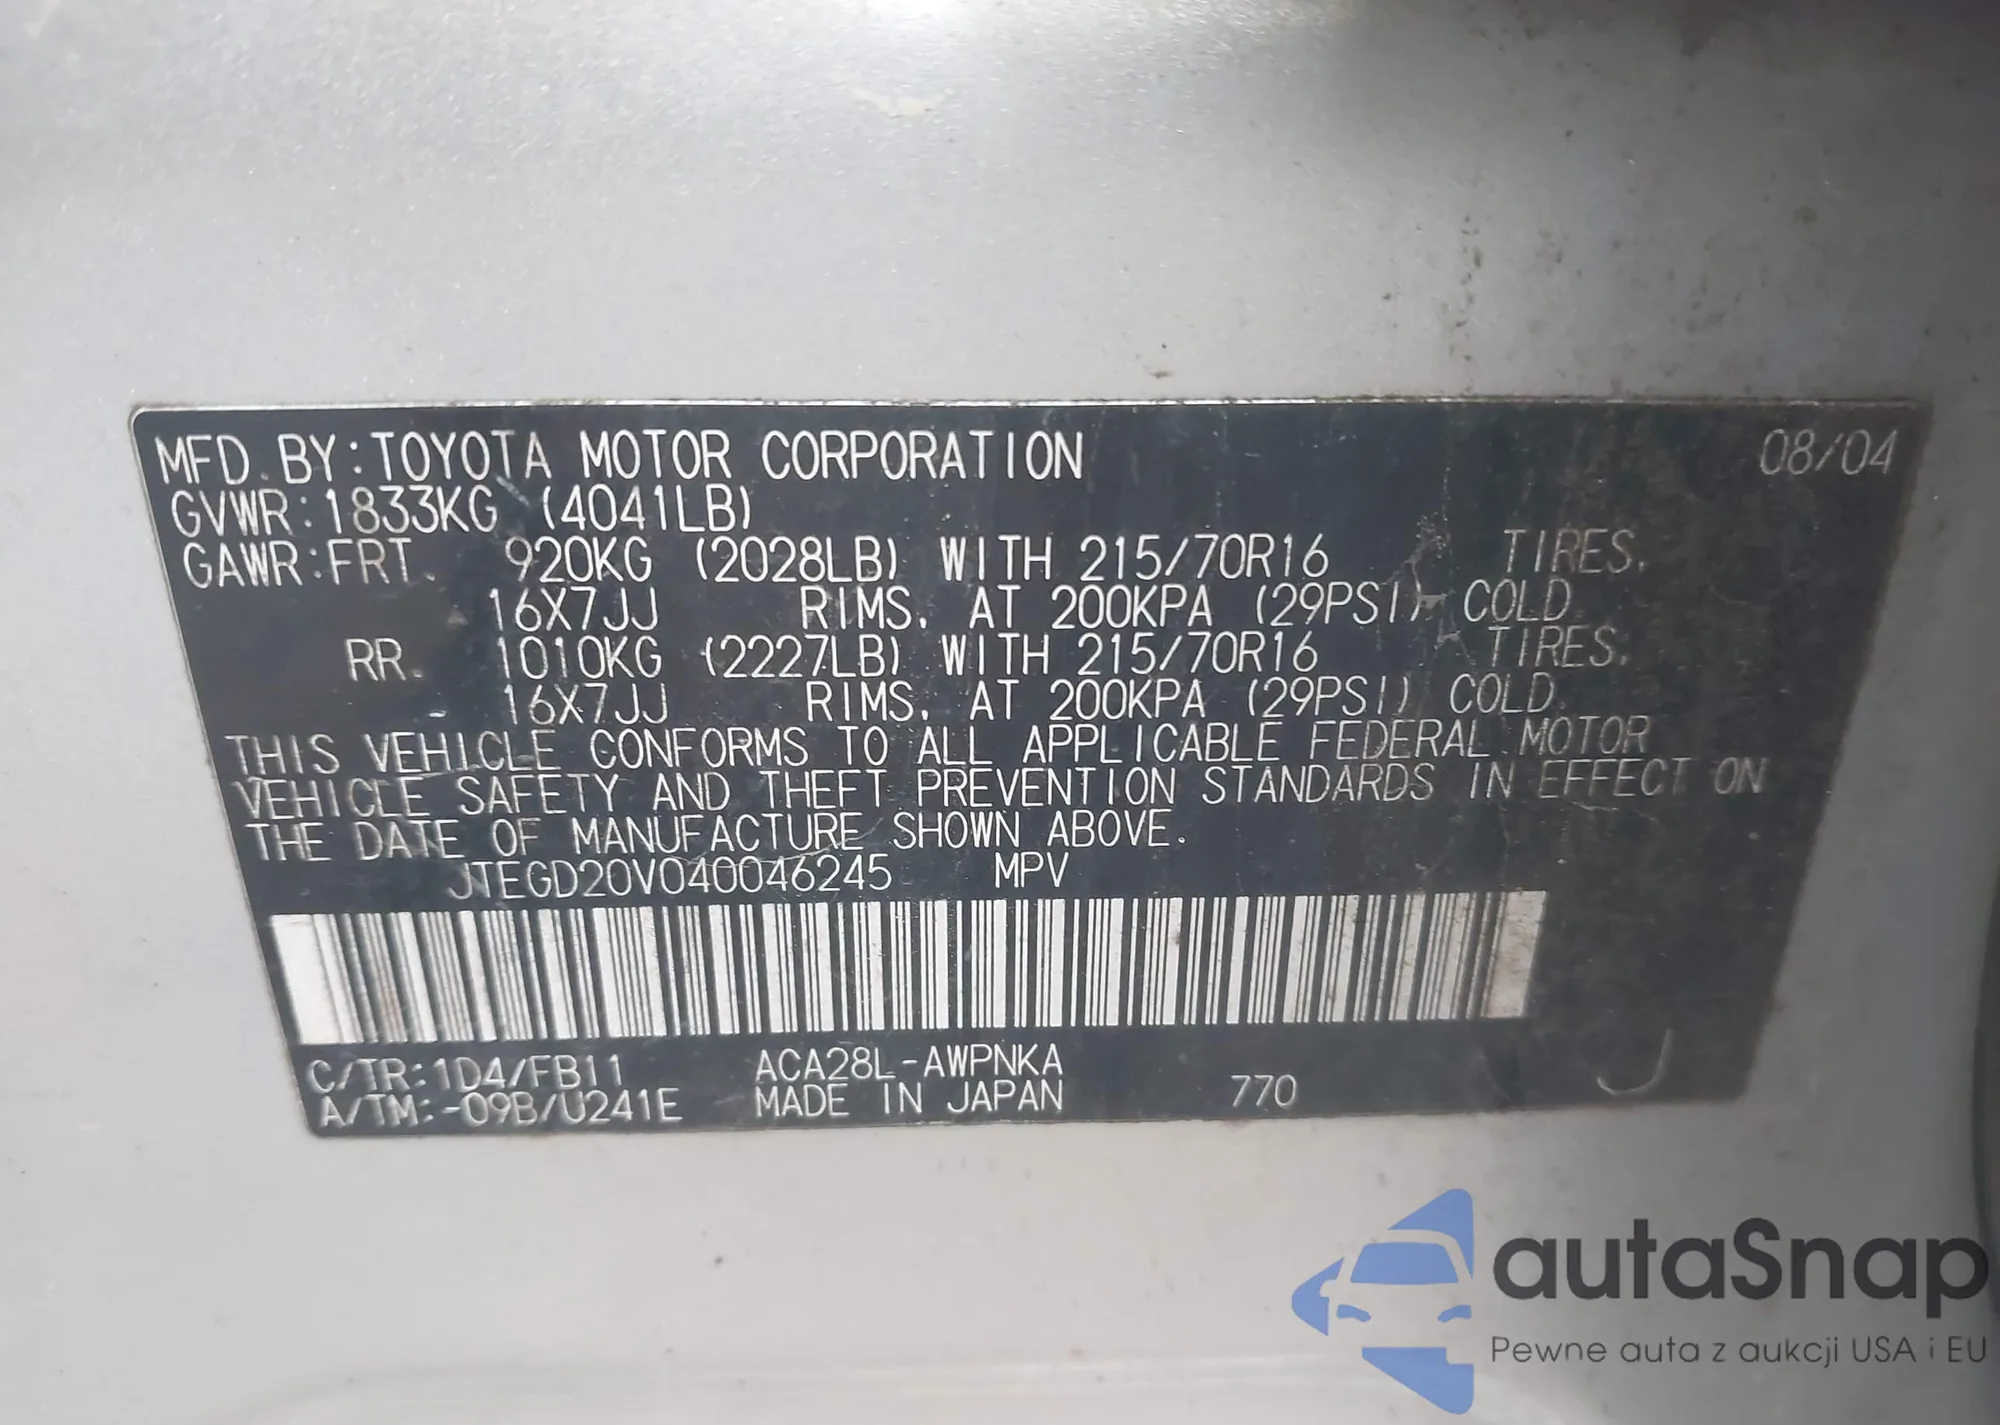 MFD. BY:TOYOTA MOTOR CORPORATION 08/04
GVWR:1833KG (4041LB)
GAWR:FRT. 920KG (2028LB) WITH 215/70R16 TIRES,
16X7JJ RIMS, AT 200KPA (29PSI) COLD
RR. 1010KG (2227LB) WITH 215/70R16 TIRES,
16X7JJ RIMS, AT 200KPA (29PSI) COLD.
THIS VEHICLE CONFORMS TO ALL APPLICABLE FEDERAL MOTOR
VEHICLE SAFETY AND THEFT PREVENTION STANDARDS IN EFFECT ON
THE DATE OF MANUFACTURE SHOWN ABOVE.
JTEGD20V040046245 MPV
C/TR:1D4/FB11 ACA28L-AWPNKA
A/TM:-09B/U241E MADE IN JAPAN 770 J
autaSnap
Pewne auta z aukcji USA i EU